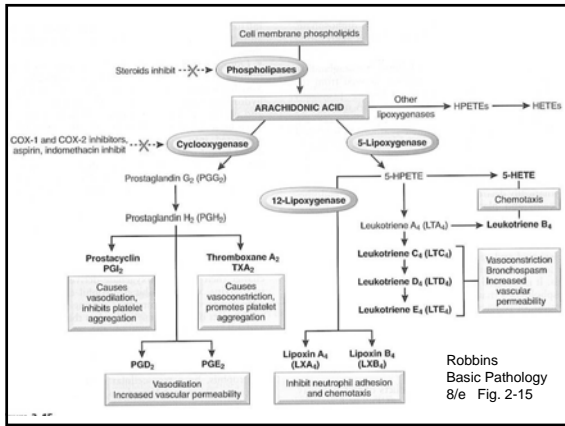 Cell membrane phospholipids
Steroids inhibit
Phospholipases
ARACHIDONIC ACID
Other
lipoxygenases
HPETEs
HETEs
COX-1 and COX-2 inhibitors,
aspirin, indomethacin inhibit
Cyclooxygenase
5-Lipoxygenase
Prostaglandin G₂ (PGG₂)
12-Lipoxygenase
5-HPETE
5-HETE
Chemotaxis
Prostaglandin H₂ (PGH₂)
Leukotriene A₄ (LTA₄)
Leukotriene B₄
Prostacyclin
PGI₂
Causes
vasodilation,
inhibits platelet
aggregation
Thromboxane A₂
TXA₂
Causes
vasoconstriction,
promotes platelet
aggregation
Leukotriene C₄ (LTC₄)
Leukotriene D₄ (LTD₄)
Leukotriene E₄ (LTE₄)
Vasoconstriction
Bronchospasm
Increased
vascular
permeability
PGD₂
PGE₂
Vasodilation
Increased vascular permeability
Lipoxin A₄
(LXA₄)
Lipoxin B₄
(LXB₄)
Inhibit neutrophil adhesion
and chemotaxis
Robbins
Basic Pathology
8/e Fig. 2-15